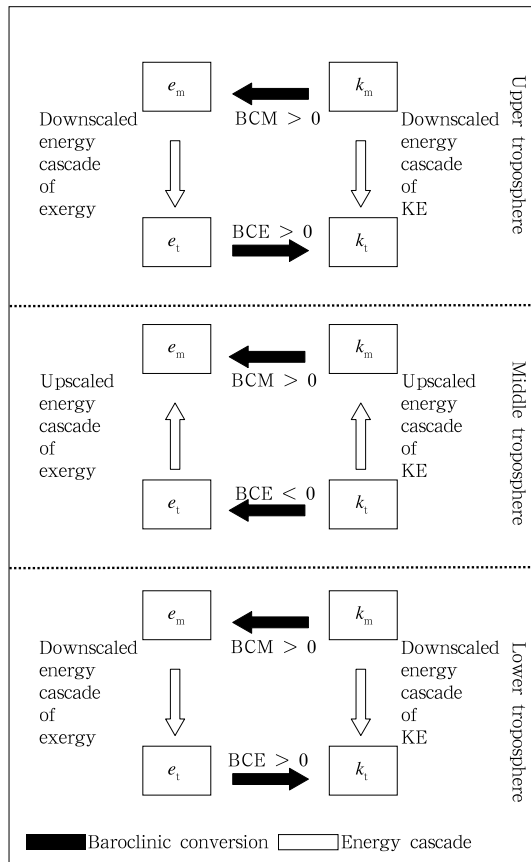 e_m
k_m
BCM > 0
Downscaled
energy
cascade
of
exergy
Downscaled
energy
cascade
of
KE
e_t
BCE > 0
k_t
Upper troposphere
e_m
k_m
BCM > 0
Upscaled
energy
cascade
of
exergy
Upscaled
energy
cascade
of
KE
e_t
BCE < 0
k_t
Middle troposphere
e_m
k_m
BCM > 0
Downscaled
energy
cascade
of
exergy
Downscaled
energy
cascade
of
KE
e_t
BCE > 0
k_t
Lower troposphere
Baroclinic conversion
Energy cascade